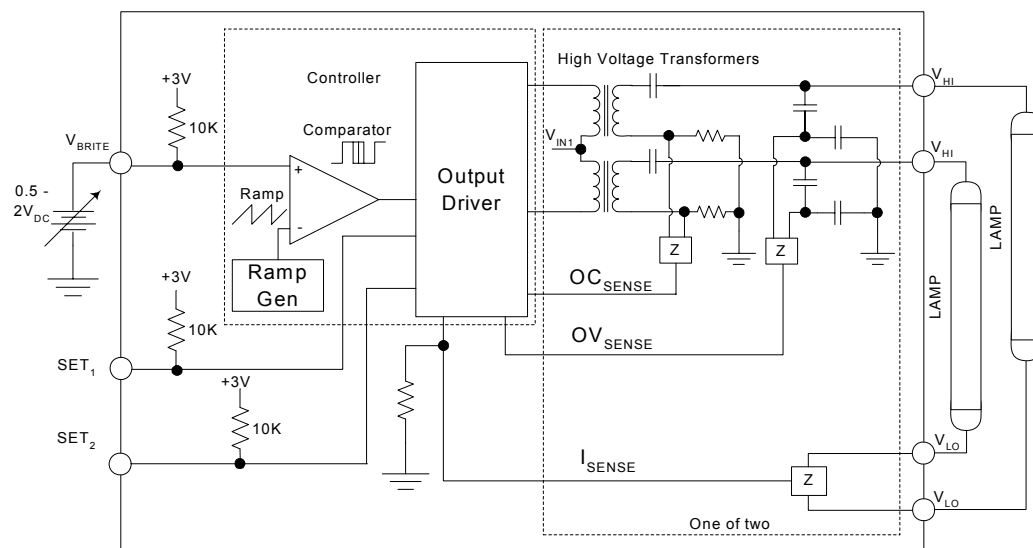 Controller
High Voltage Transformers
+3V
10K
V_BRITE
0.5 -
2V_DC
Comparator
+
-
Ramp
Ramp
Gen
Output
Driver
V_IN1
V_HI
V_HI
Z
Z
OC_SENSE
OV_SENSE
LAMP
LAMP
+3V
10K
SET_1
+3V
10K
SET_2
I_SENSE
Z
V_LO
V_LO
One of two